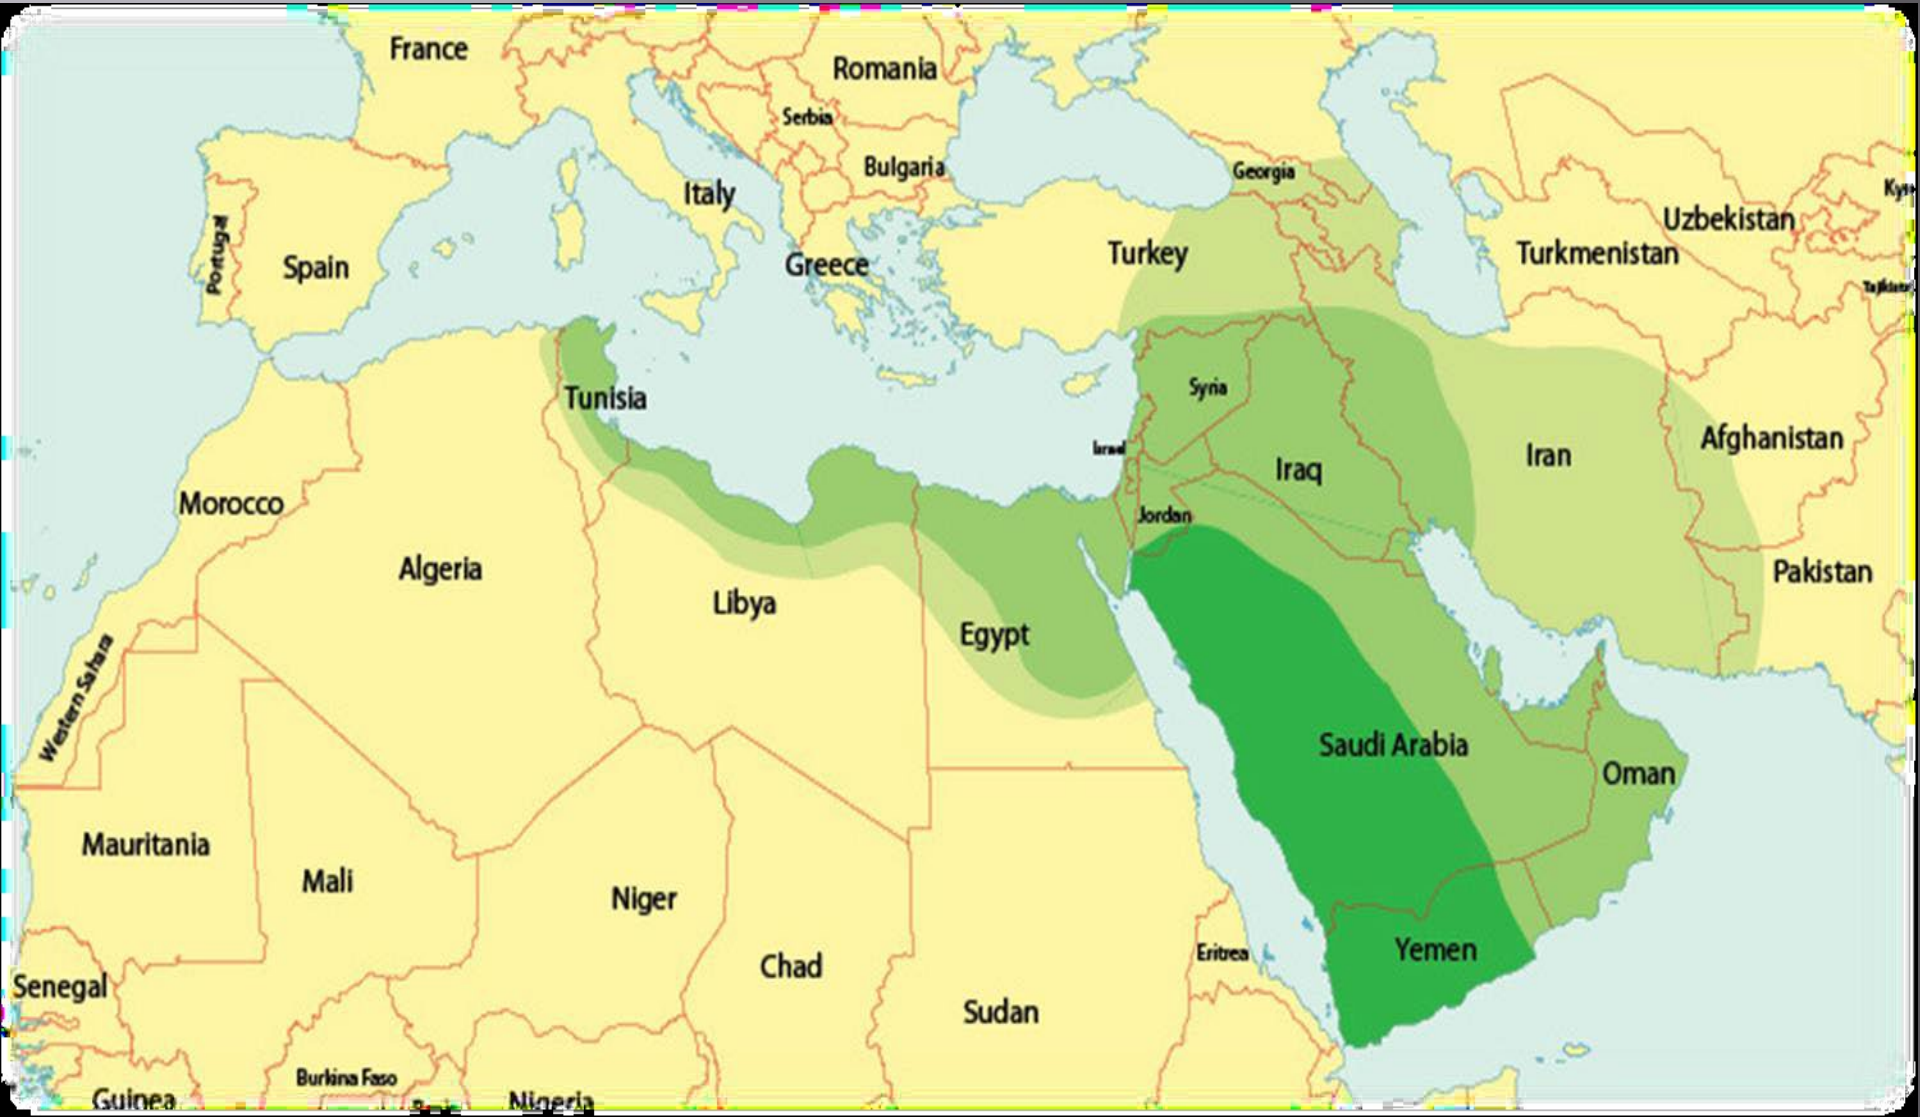 France
Romania
Serbia
Bulgaria
Georgia
Italy
Uzbekistan
Portugal
Spain
Greece
Turkey
Turkmenistan
Tunisia
Syria
Israel
Iraq
Iran
Afghanistan
Morocco
Jordan
Algeria
Libya
Egypt
Pakistan
Western Sahara
Saudi Arabia
Oman
Mauritania
Mali
Niger
Yemen
Chad
Eritrea
Senegal
Sudan
Burkina Faso
Guinea
Nigeria